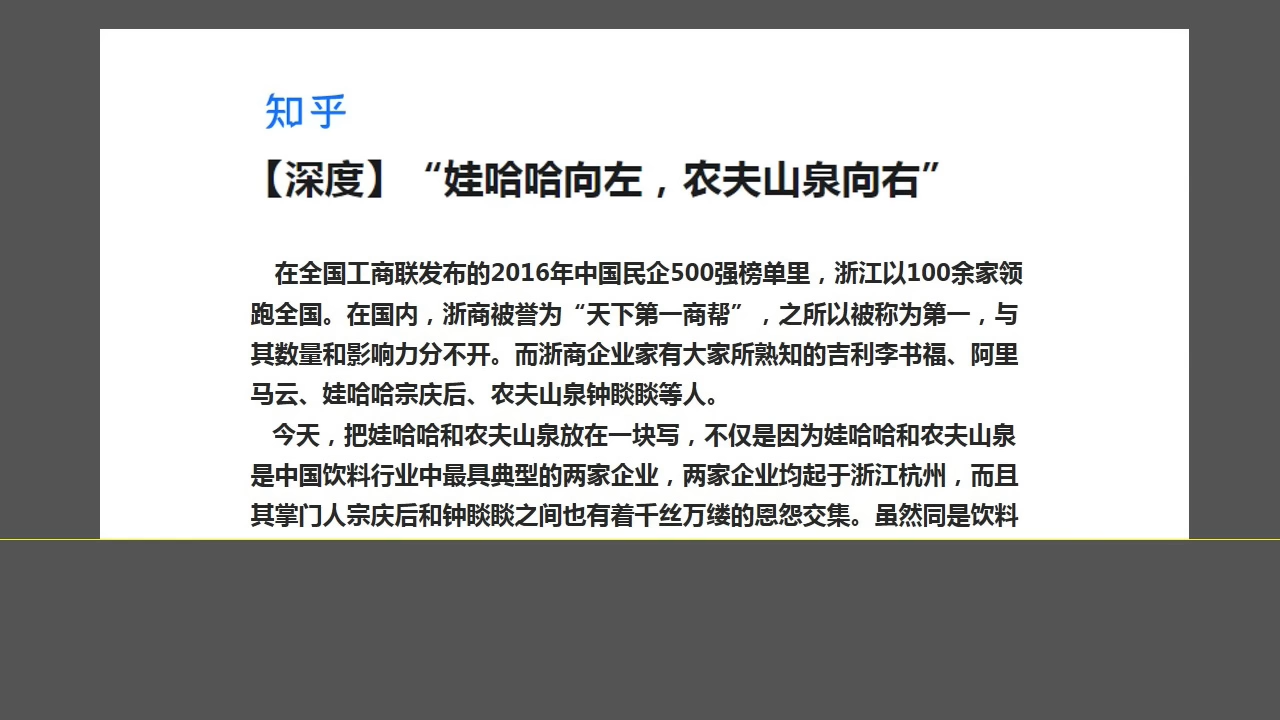 知乎
【深度】“娃哈哈向左，农夫山泉向右”
在全国工商联发布的2016年中国民企500强榜单里，浙江以100余家领
跑全国。在国内，浙商被誉为“天下第一商帮”，之所以被称为第一，与
其数量和影响力分不开。而浙商企业家有大家所熟知的吉利李书福、阿里
马云、娃哈哈宗庆后、农夫山泉钟睒睒等人。
今天，把娃哈哈和农夫山泉放在一块写，不仅是因为娃哈哈和农夫山泉
是中国饮料行业中最具典型的两家企业，两家企业均起于浙江杭州，而且
其掌门人宗庆后和钟睒睒之间也有着千丝万缕的恩怨交集。虽然同是饮料